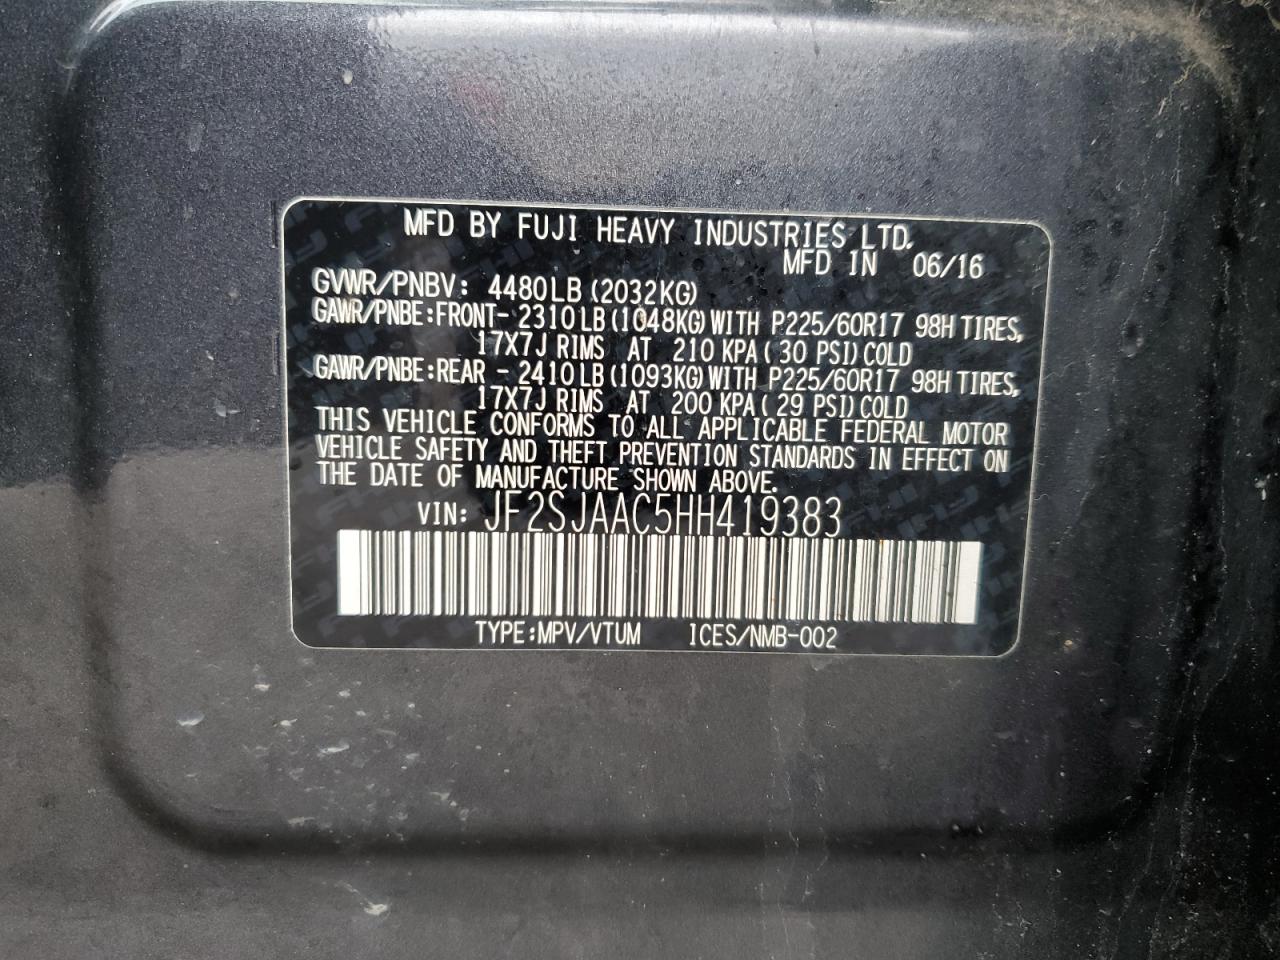 MFD BY FUJI HEAVY INDUSTRIES LTD.
MFD IN 06/16
GVWR/PNBV: 4480LB (2032KG)
GAWR/PNBE:FRONT- 2310LB (1048KG) WITH P225/60R17 98H TIRES,
17X7J RIMS AT 210 KPA (30 PSI) COLD
GAWR/PNBE:REAR - 2410LB (1093KG) WITH P225/60R17 98H TIRES,
17X7J RIMS AT 200 KPA (29 PSI) COLD
THIS VEHICLE CONFORMS TO ALL APPLICABLE FEDERAL MOTOR
VEHICLE SAFETY AND THEFT PREVENTION STANDARDS IN EFFECT ON
THE DATE OF MANUFACTURE SHOWN ABOVE.
VIN: JF2SJAAC5HH419383
TYPE:MPV/VTUM ICES/NMB-002